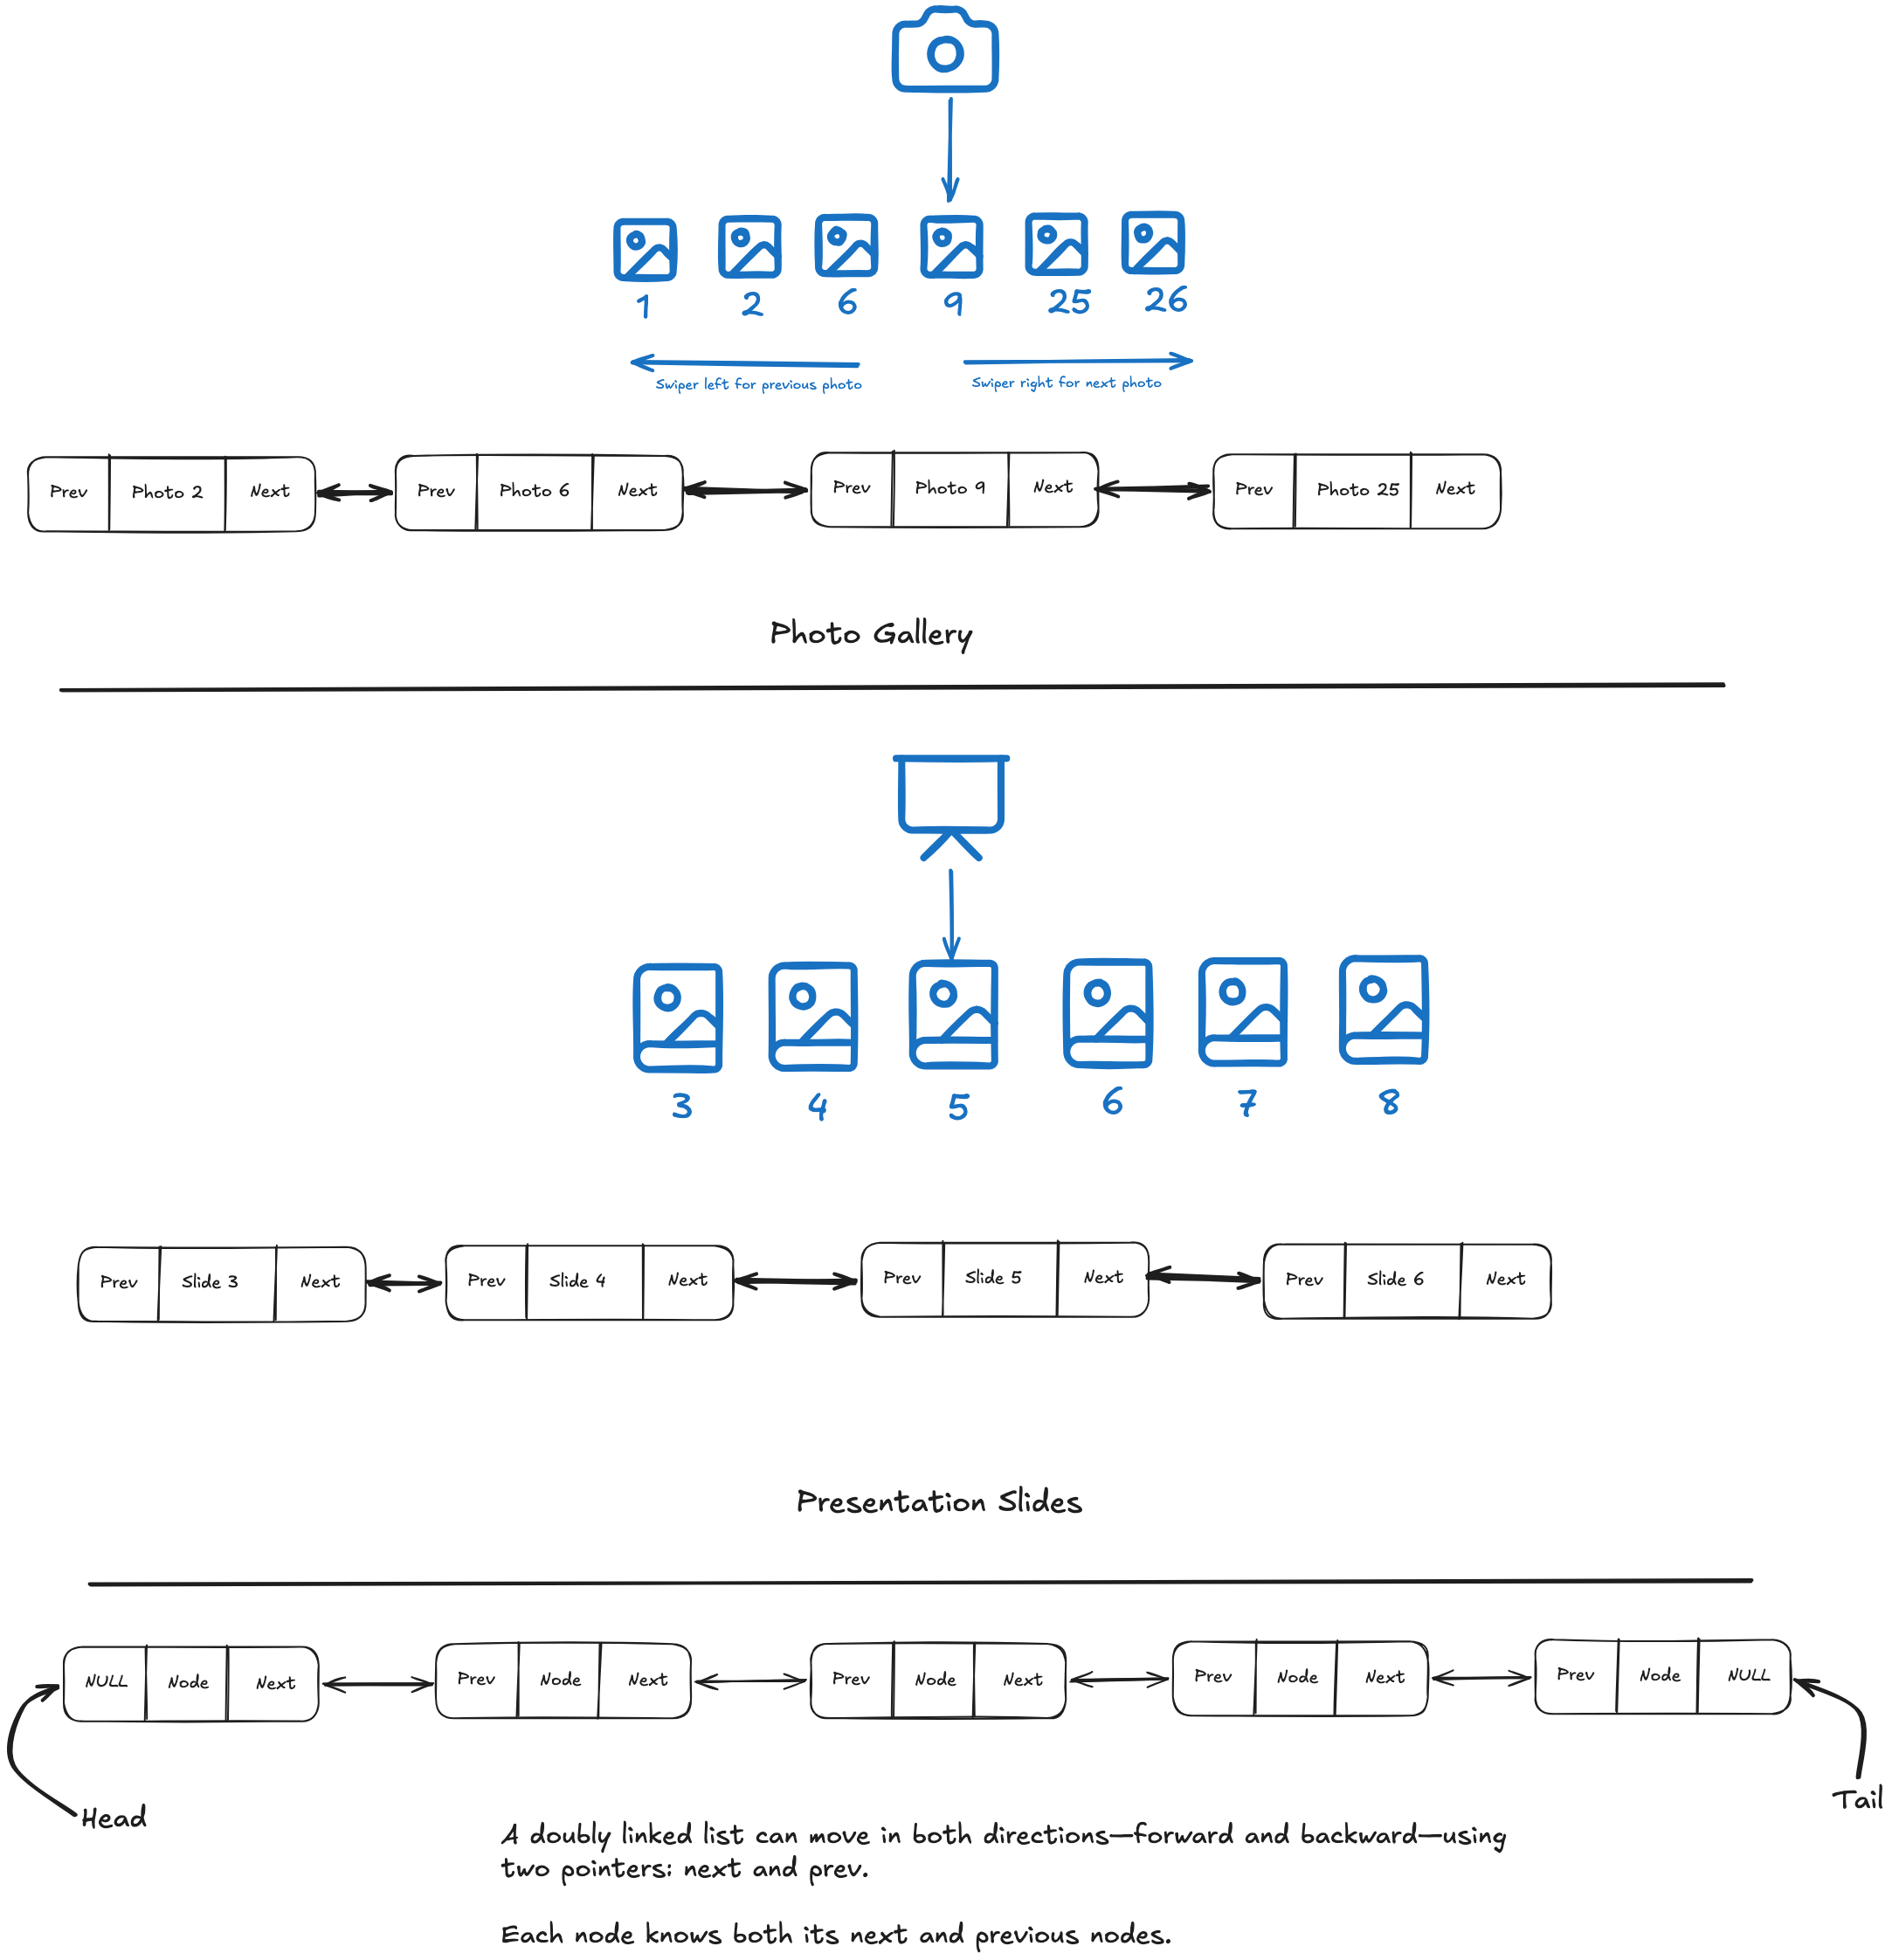 1 2 6 9 25 26
Swiper left for previous photo Swiper right for next photo
Prev Photo 2 Next Prev Photo 6 Next Prev Photo 9 Next Prev Photo 25 Next
Photo Gallery
3 4 5 6 7 8
Prev Slide 3 Next Prev Slide 4 Next Prev Slide 5 Next Prev Slide 6 Next
Presentation Slides
NULL Node Next Prev Node Next Prev Node Next Prev Node Next Prev Node NULL
Head Tail
A doubly linked list can move in both directions—forward and backward—using
two pointers: next and prev.
Each node knows both its next and previous nodes.